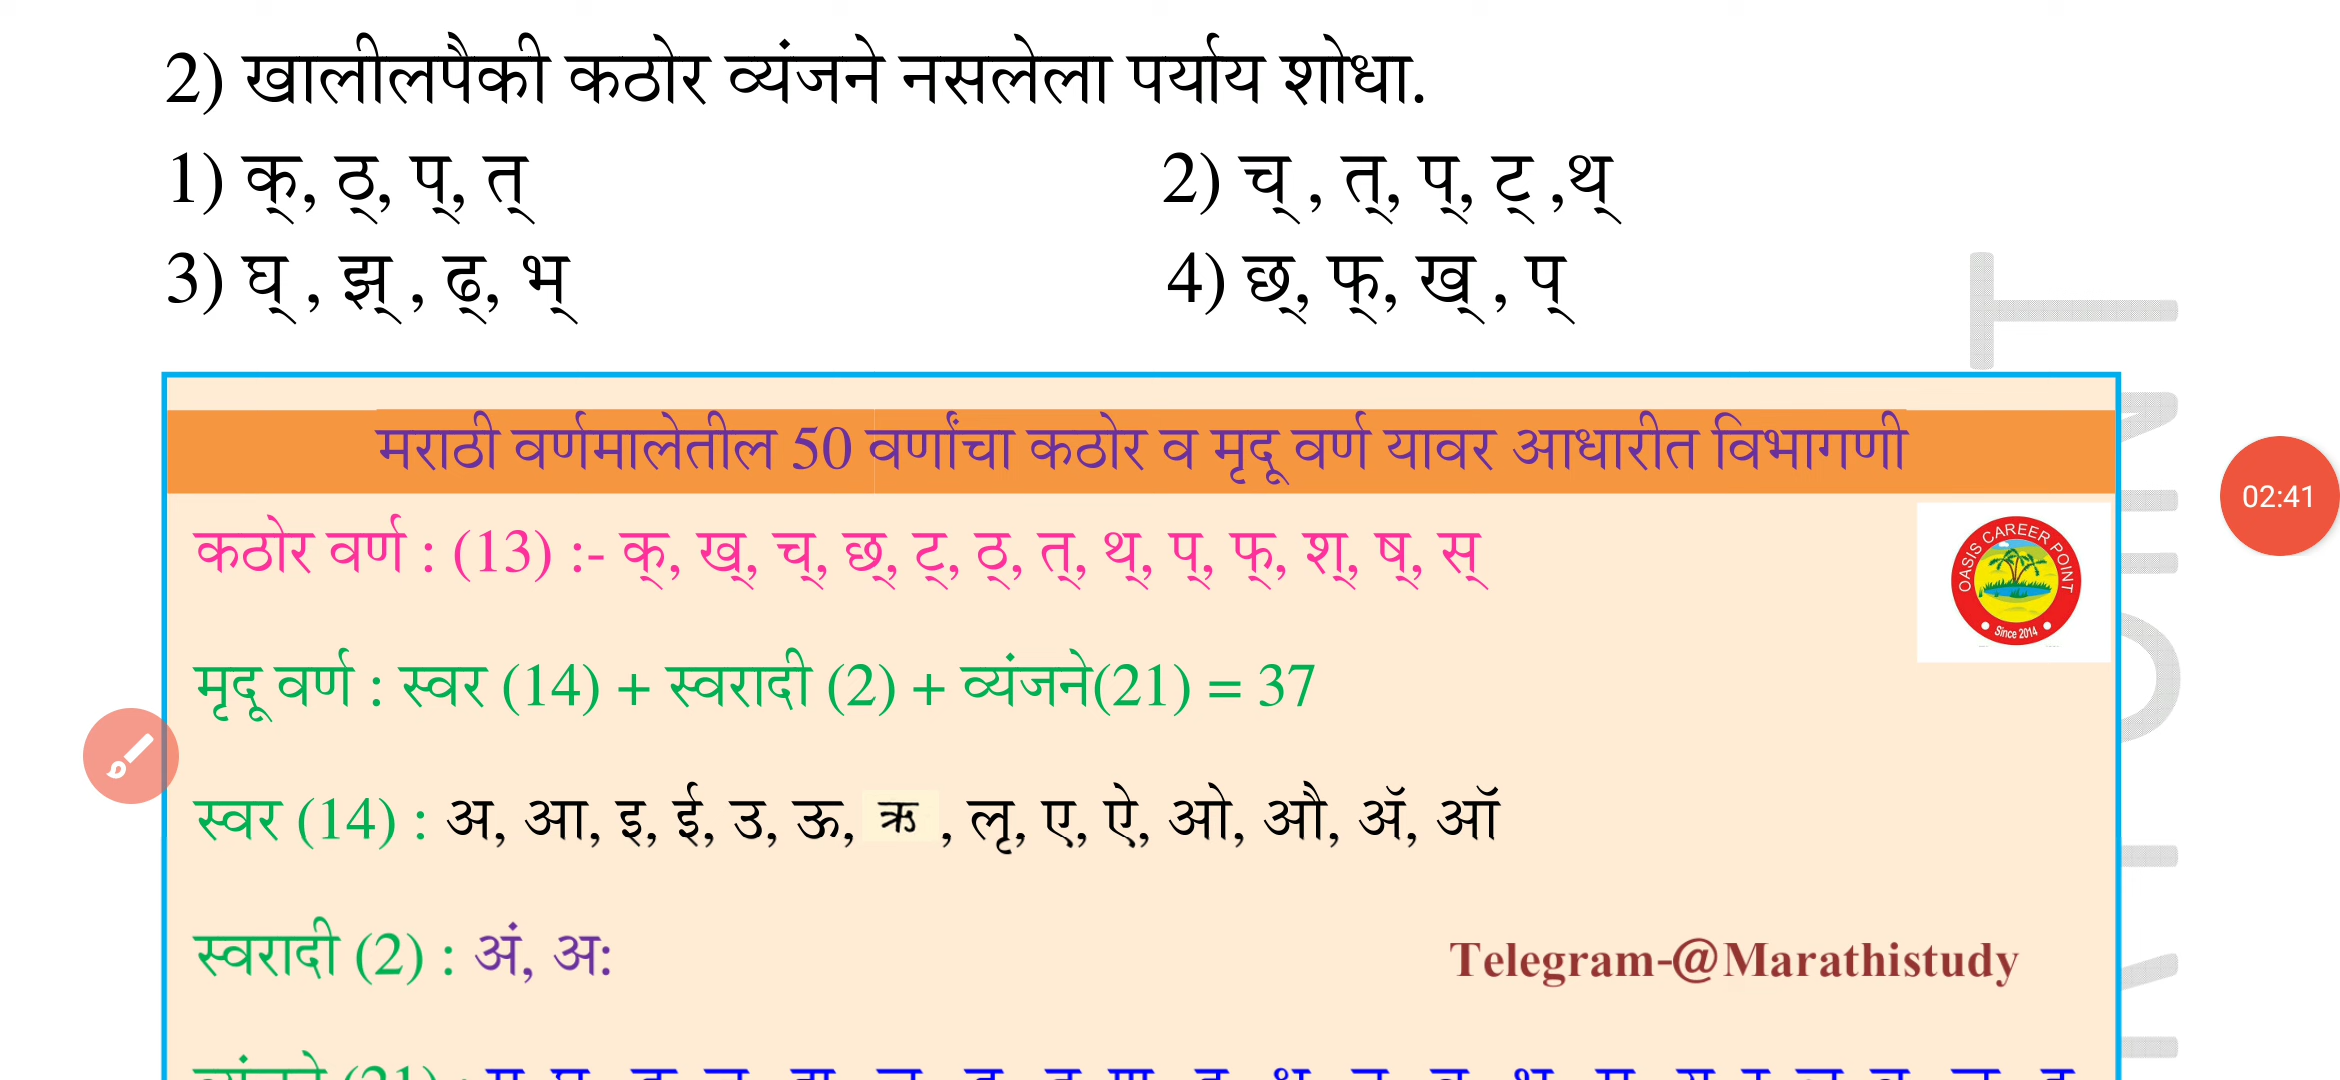 2) खालीलपैकी कठोर व्यंजने नसलेला पर्याय शोधा.
1) क्, ठ्, प्, त्
2) च् , त्, प्, ट् ,थ्
3) घ् , झ् , ढ्, भ्
4) छ्, फ्, ख् , प्
मराठी वर्णमालेतील 50 वर्णांचा कठोर व मृदू वर्ण यावर आधारीत विभागणी
कठोर वर्ण : (13) :- क्, ख्, च्, छ्, ट्, ठ्, त्, थ्, प्, फ्, श्, ष्, स्
02:41
OASIS CAREER POINT
Since 2014
मृदू वर्ण : स्वर (14) + स्वरादी (2) + व्यंजने(21) = 37
स्वर (14) : अ, आ, इ, ई, उ, ऊ, ऋ , लृ, ए, ऐ, ओ, औ, ॲ, ऑ
स्वरादी (2) : अं, अः
Telegram-@Marathistudy